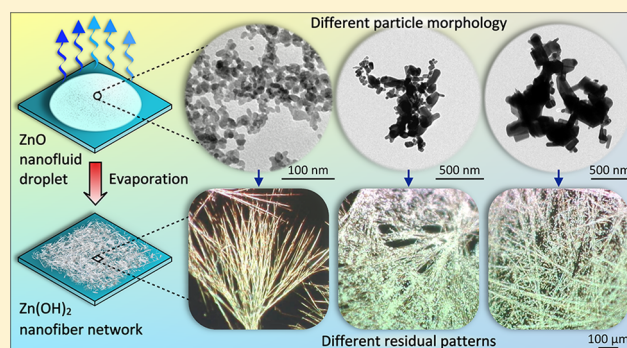 Different particle morphology
ZnO
nanofluid
droplet
Evaporation
100 nm
500 nm
500 nm
Zn(OH)₂
nanofiber network
Different residual patterns
100 μm